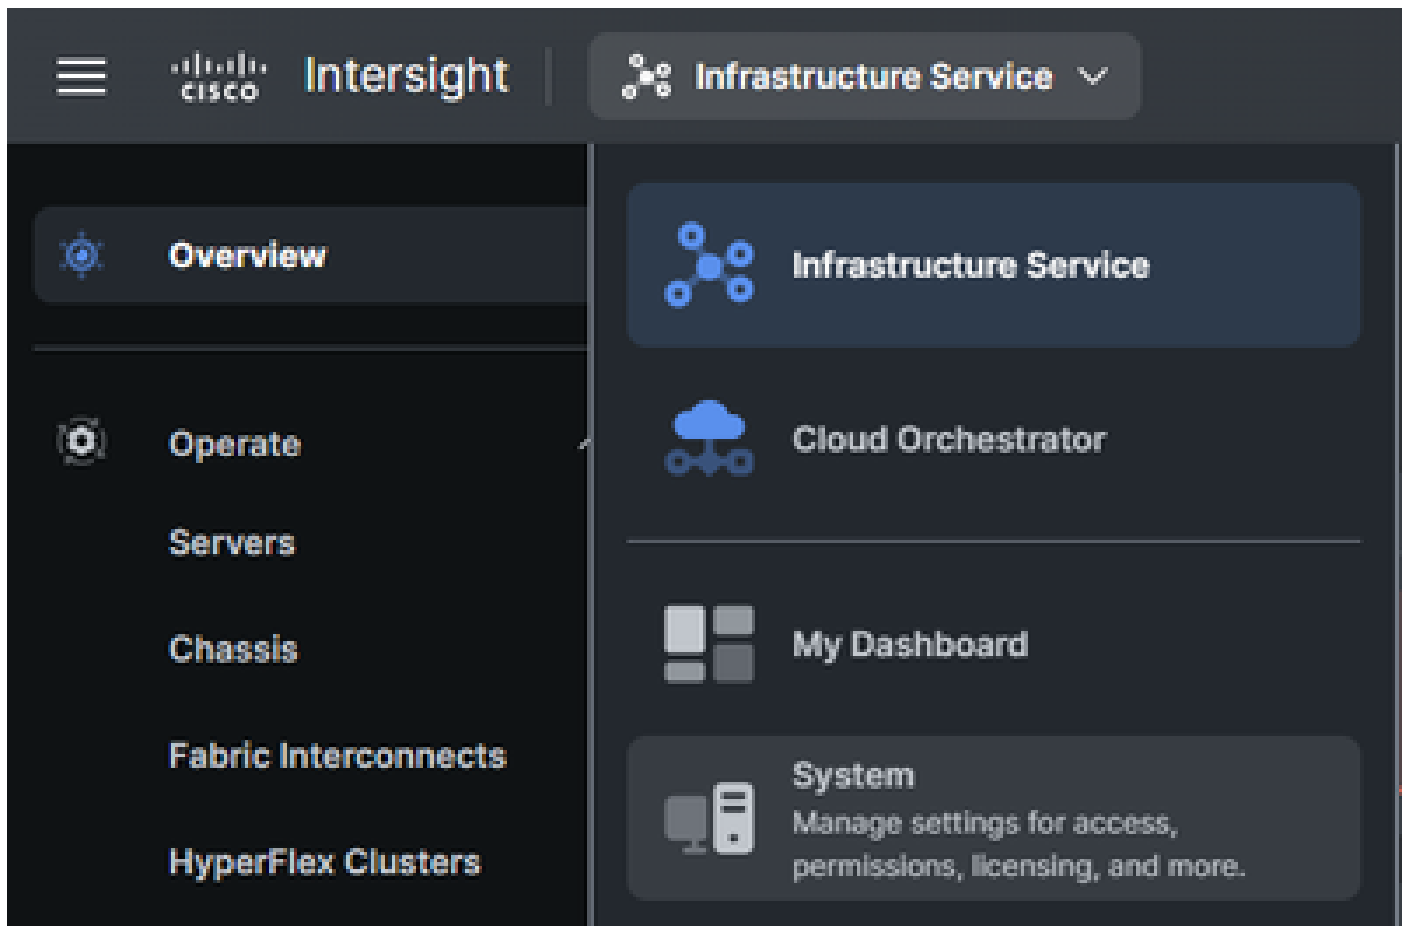 CISCO Intersight Infrastructure Service
Overview
Operate
Servers
Chassis
Fabric Interconnects
HyperFlex Clusters
Infrastructure Service
Cloud Orchestrator
My Dashboard
System
Manage settings for access,
permissions, licensing, and more.